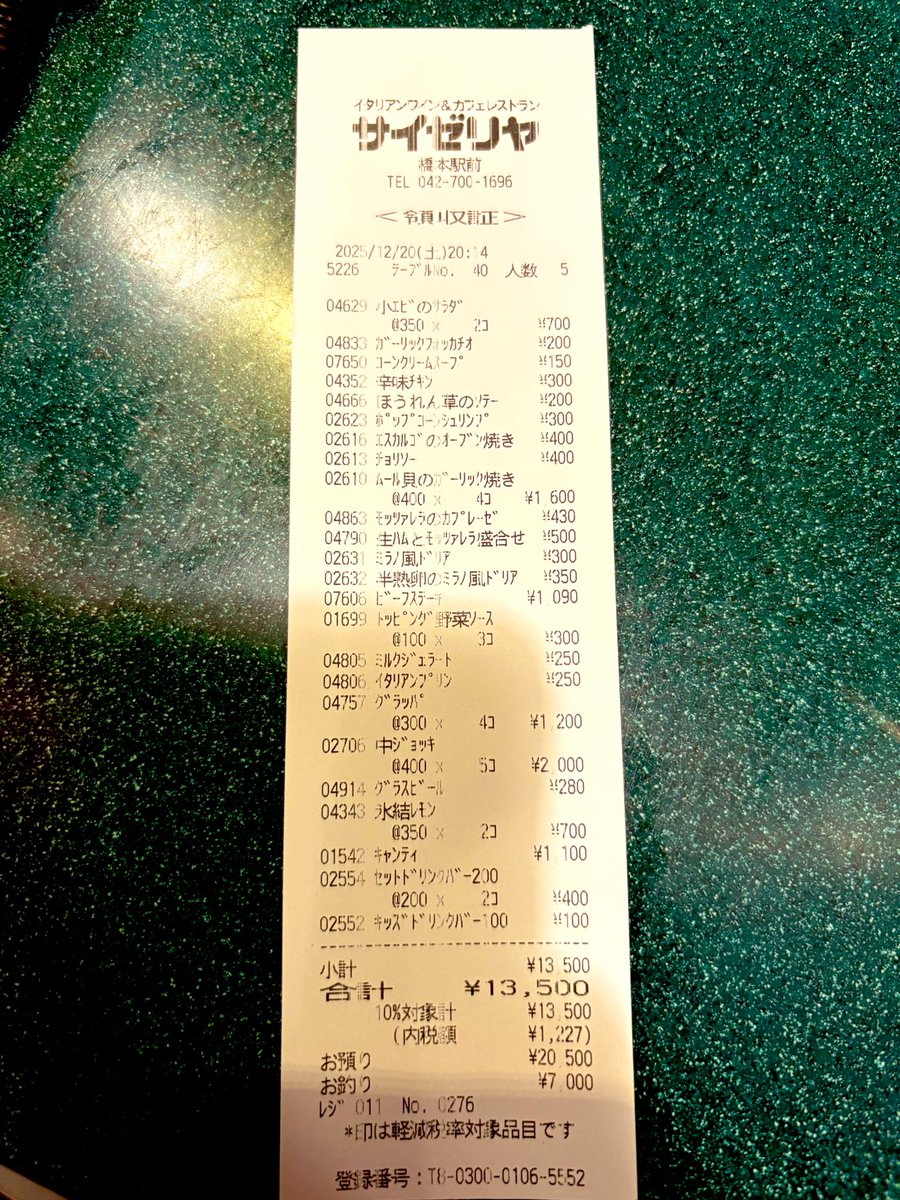 イタリアンワイン&カフェレストラン
サイゼリヤ
橋本駅前
TEL 042-700-1696
<領収証>
2025/12/20(土)20:14
5226 テーブルNo. 40 人数 5
04629 小エビのサラダ
@350 × 2コ ¥700
04833 ガーリックフォッカチオ ¥200
07650 コーンクリームスープ ¥150
04352 辛味チキン ¥300
04666 ほうれん草のソテー ¥200
02623 ポップコーンシュリンプ ¥300
02616 エスカルゴのオーブン焼き ¥400
02613 チョリソー ¥400
02610 ムール貝のガーリック焼き
@400 × 4コ ¥1,600
04863 モッツァレラのカプレーゼ ¥430
04790 生ハムとモッツァレラ盛合せ ¥500
02631 ミラノ風ドリア ¥300
02632 半熟卵のミラノ風ドリア ¥350
07606 ビーフステーキ ¥1,090
01699 トッピング野菜ソース
@100 × 3コ ¥300
04805 ミルクジェラート ¥250
04806 イタリアンプリン ¥250
04757 グラッパ
@300 × 4コ ¥1,200
02706 中ジョッキ
@400 × 5コ ¥2,000
04914 グラスビール ¥280
04343 氷結レモン
@350 × 2コ ¥700
01542 キャンティ ¥1,100
02554 セットドリンクバー200
@200 × 2コ ¥400
02552 キッズドリンクバー100 ¥100
小計 ¥13,500
合計 ¥13,500
10%対象計 ¥13,500
(内税額 ¥1,227)
お預り ¥20,500
お釣り ¥7,000
レジ 011 No. 0276
*印は軽減税率対象品目です
登録番号:T8-0300-0106-5552